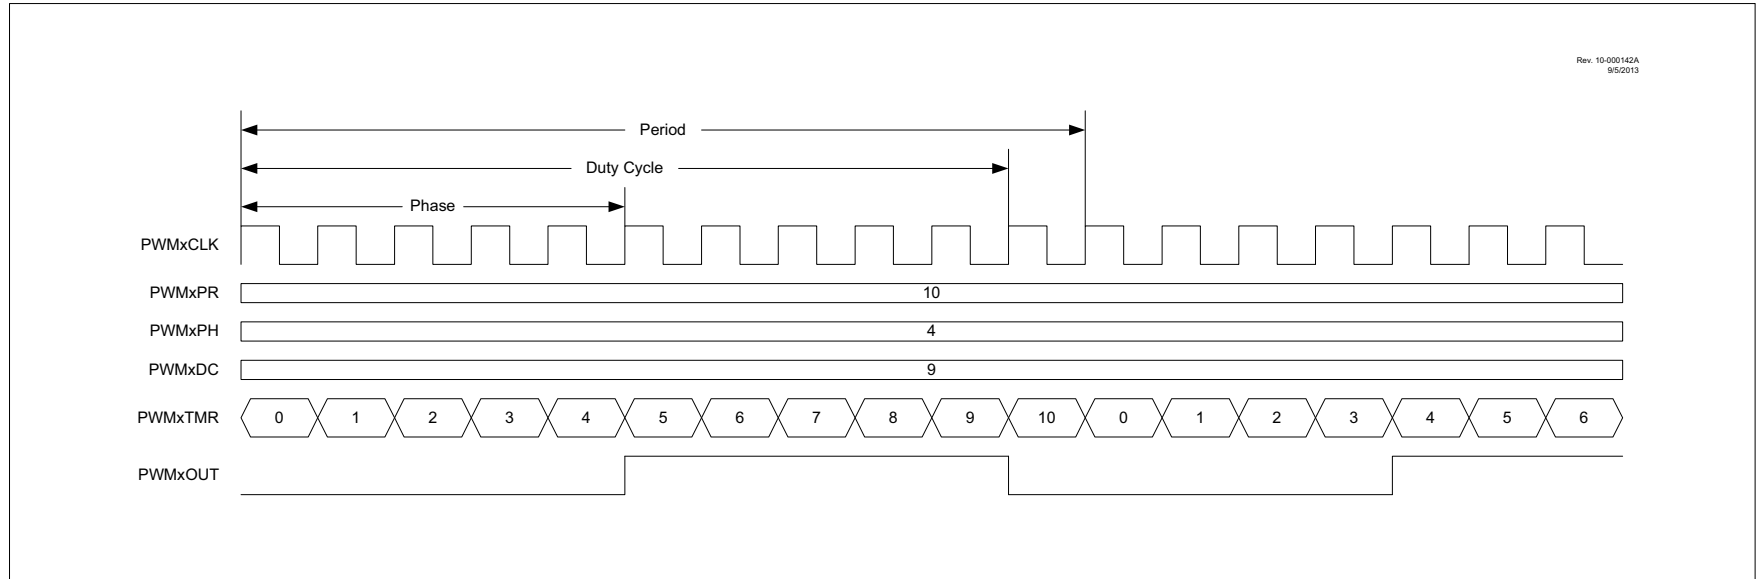 Rev. 10-000142A
9/5/2013
Period
Duty Cycle
Phase
PWMxCLK
PWMxPR 10
PWMxPH 4
PWMxDC 9
PWMxTMR 0 1 2 3 4 5 6 7 8 9 10 0 1 2 3 4 5 6
PWMxOUT